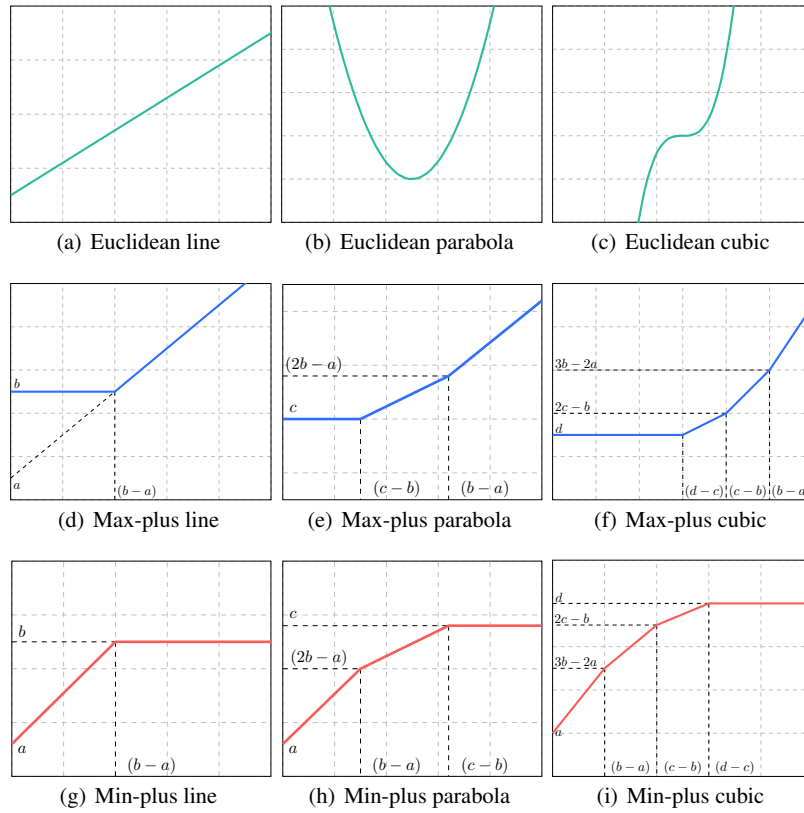 (a) Euclidean line
(b) Euclidean parabola
(c) Euclidean cubic
b
a
(b − a)
(d) Max-plus line
(2b − a)
c
(c − b)
(b − a)
(e) Max-plus parabola
3b − 2a
2c − b
d
(d − c)
(c − b)
(b − a
(f) Max-plus cubic
b
a
(b − a)
(g) Min-plus line
c
(2b − a)
a
(b − a)
(c − b)
(h) Min-plus parabola
d
2c − b
3b − 2a
a
(b − a)
(c − b)
(d − c)
(i) Min-plus cubic